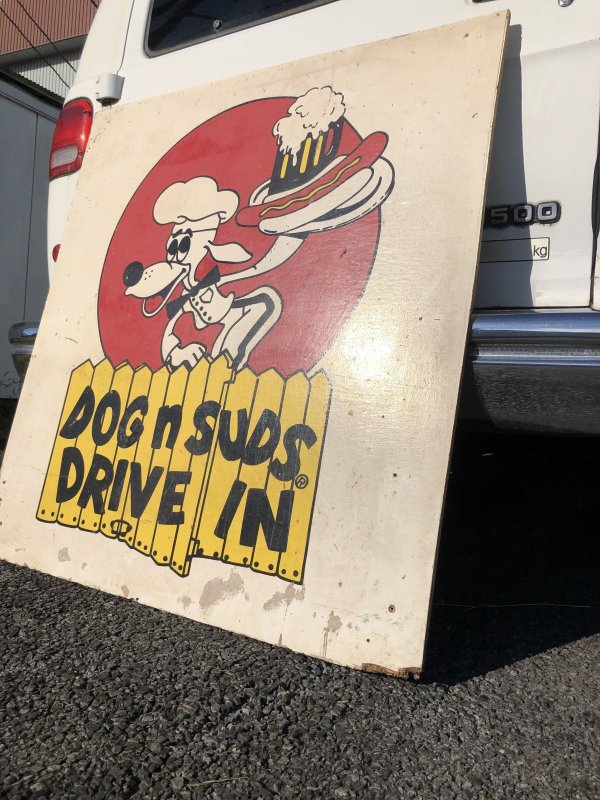 DOG n SUDS®
DRIVE IN
500
kg